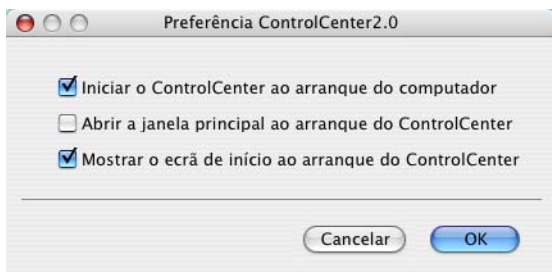 Preferência ControlCenter2.0
Iniciar o ControlCenter ao arranque do computador
Abrir a janela principal ao arranque do ControlCenter
Mostrar o ecrã de início ao arranque do ControlCenter
Cancelar OK